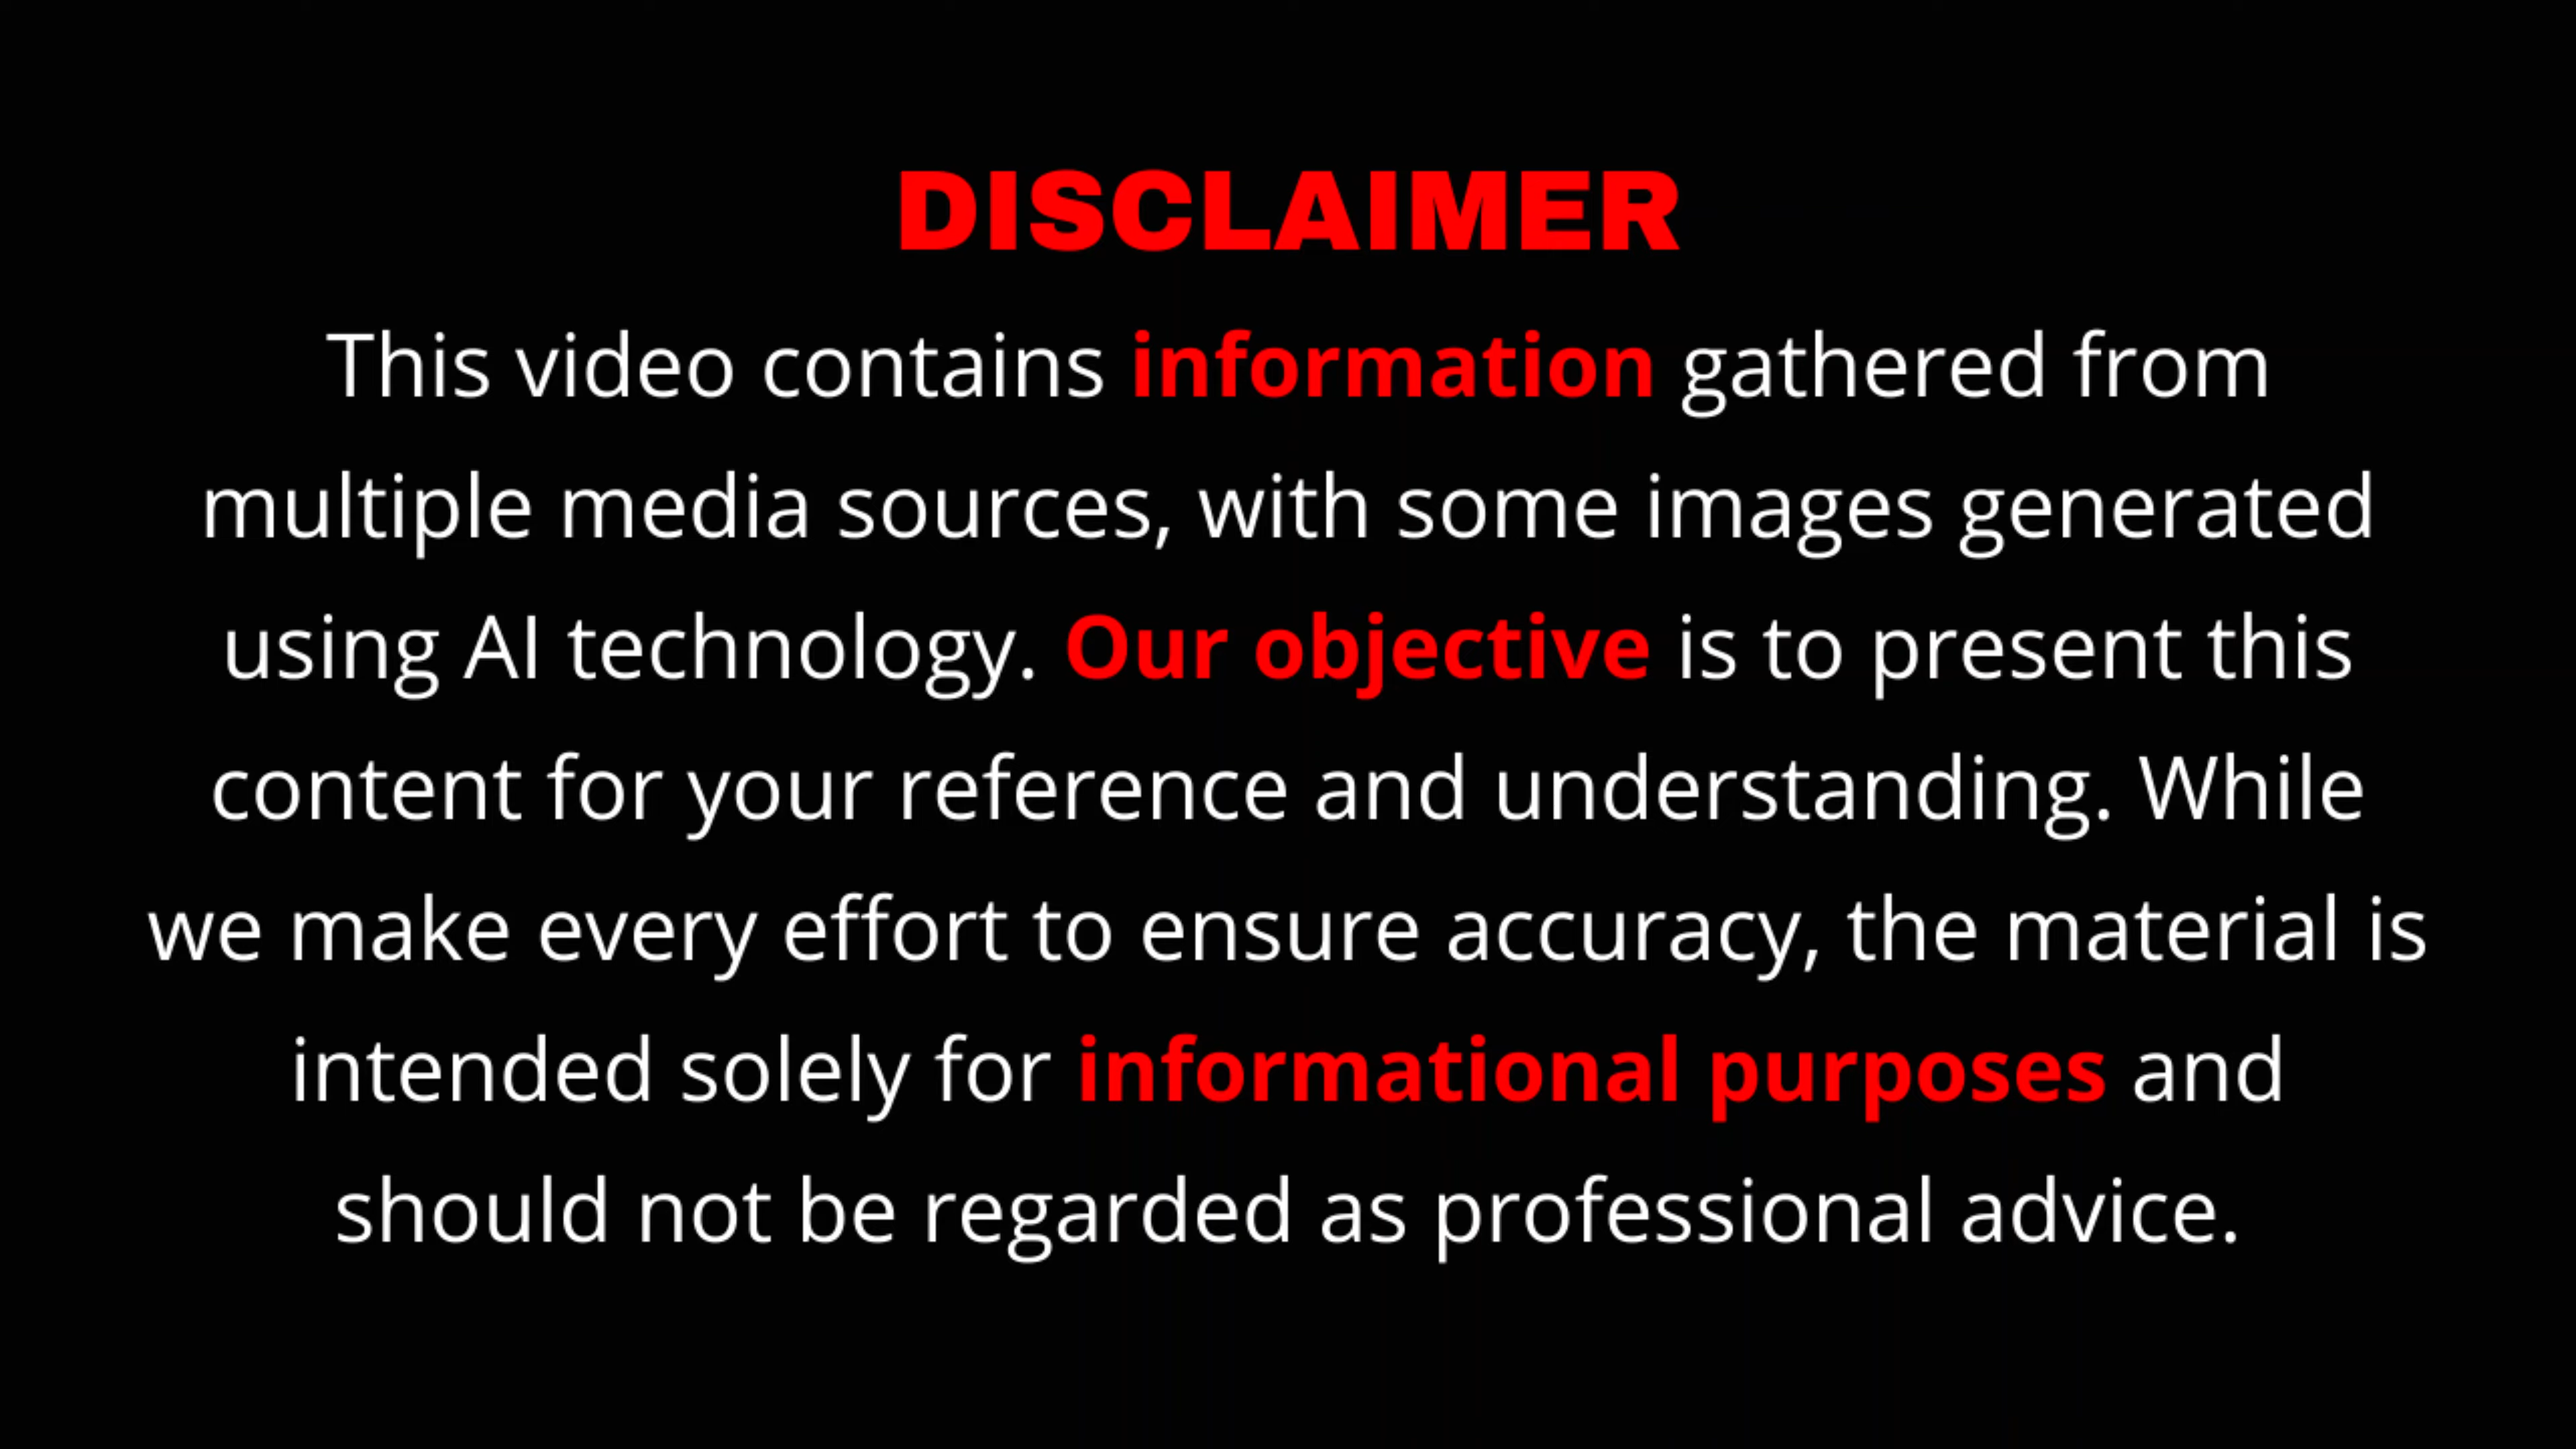 DISCLAIMER
This video contains information gathered from
multiple media sources, with some images generated
using AI technology. Our objective is to present this
content for your reference and understanding. While
we make every effort to ensure accuracy, the material is
intended solely for informational purposes and
should not be regarded as professional advice.